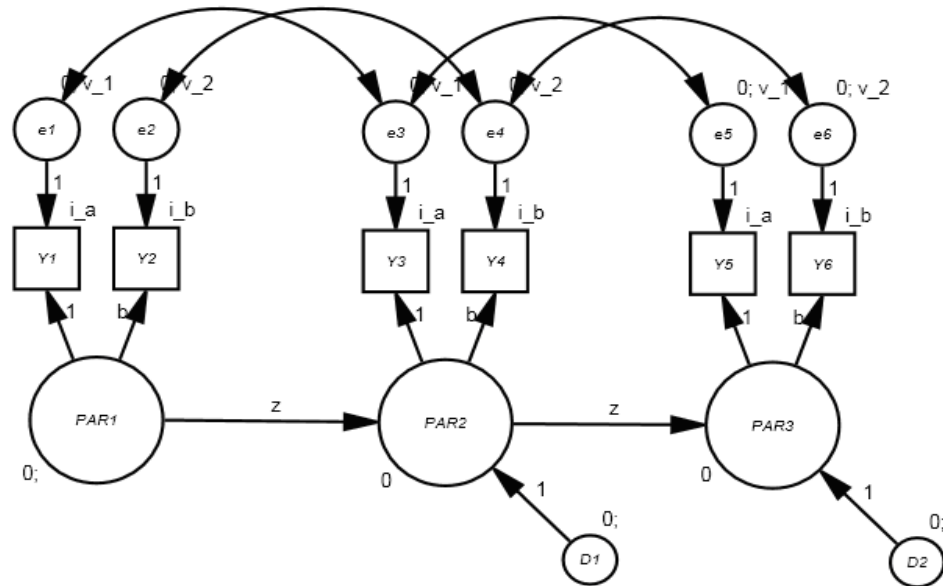 0; v_1
0; v_2
0; v_1
0; v_2
0; v_1
0; v_2
e1
e2
e3
e4
e5
e6
1
1
1
1
1
1
i_a
i_b
i_a
i_b
i_a
i_b
Y1
Y2
Y3
Y4
Y5
Y6
1
b
1
b
1
b
PAR1
z
PAR2
z
PAR3
0;
0
0
1
1
0;
0;
D1
D2